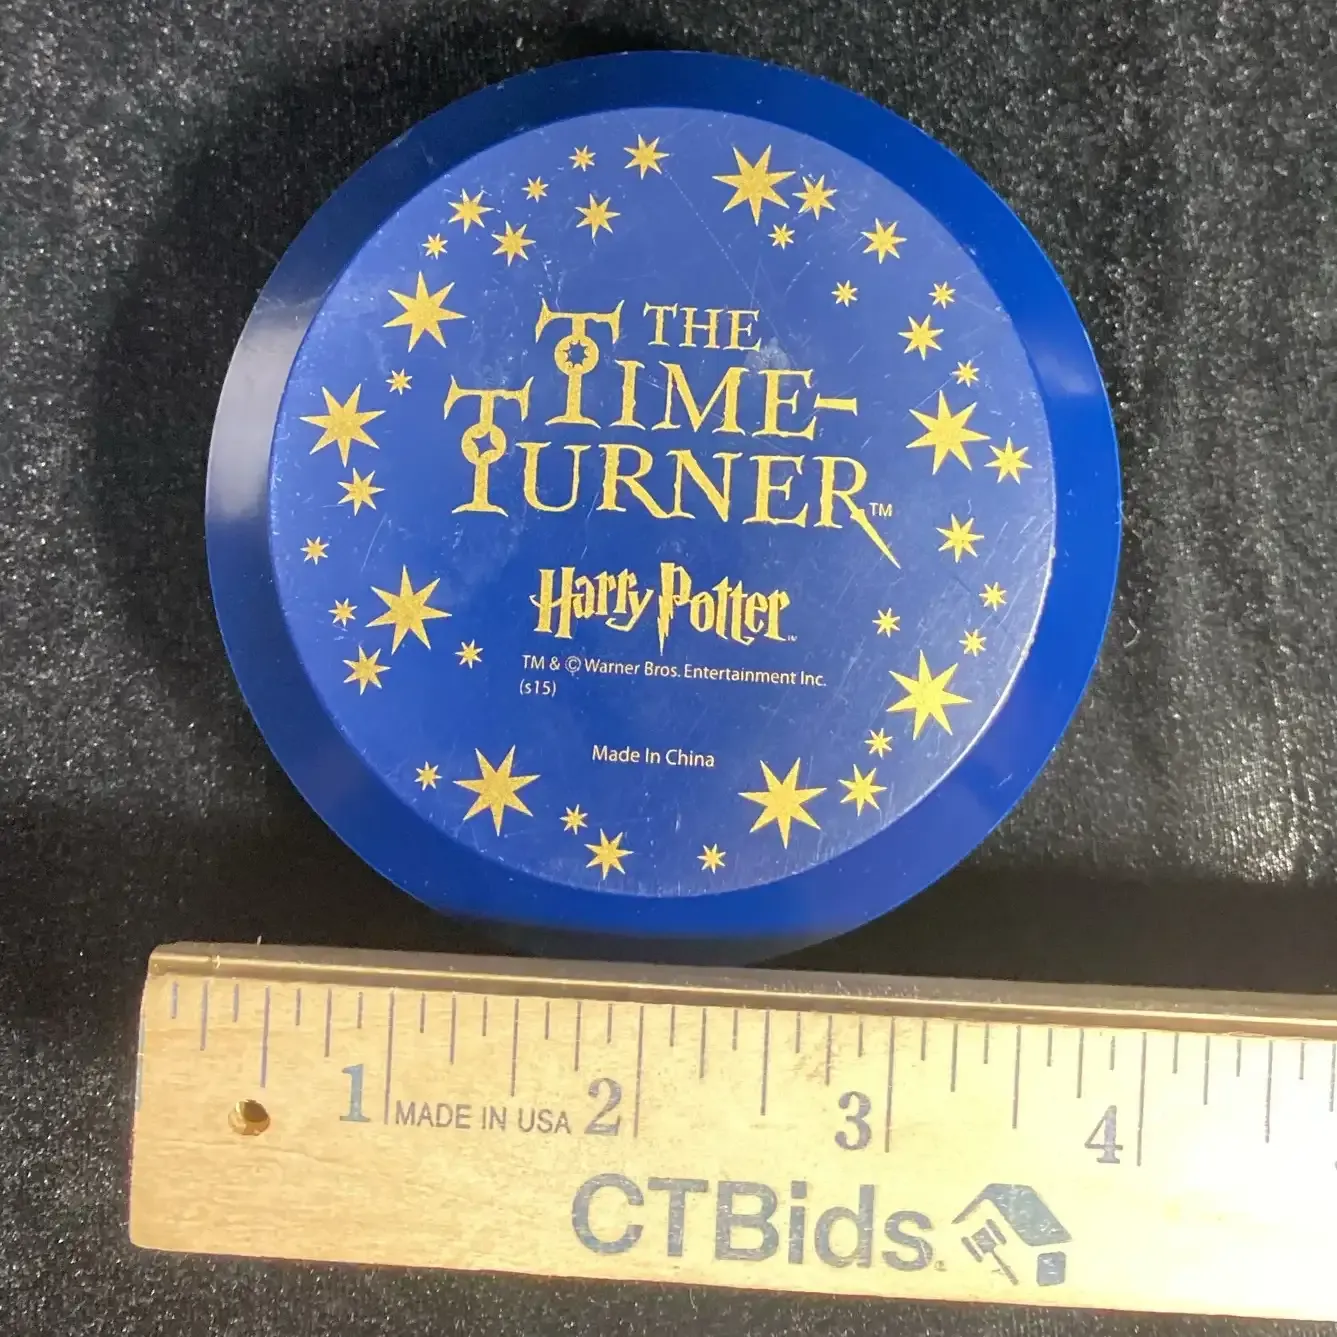 THE
TIME-
TURNER™
Harry Potter™
TM & © Warner Bros. Entertainment Inc.
(s15)
Made In China
1 MADE IN USA 2 3 4
CTBids.